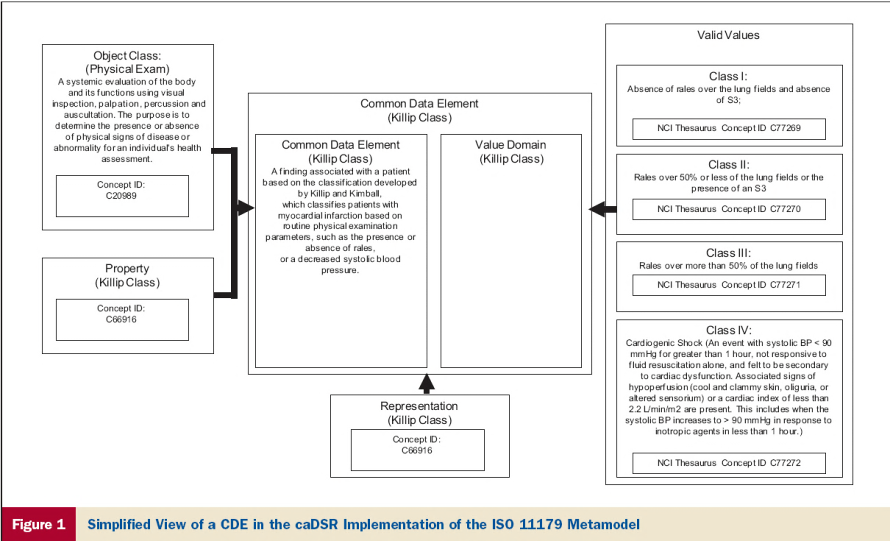 Object Class:
(Physical Exam)
A systemic evaluation of the body
and its functions using visual
inspection, palpation, percussion and
auscultation. The purpose is to
determine the presence or absence
of physical signs of disease or
abnormality for an individual's health
assessment.
Concept ID:
C20989
Property
(Killip Class)
Concept ID:
C66916
Common Data Element
(Killip Class)
Common Data Element
(Killip Class)
A finding associated with a patient
based on the classification developed
by Killip and Kimball,
which classifies patients with
myocardial infarction based on
routine physical examination
parameters, such as the presence or
absence of rales,
or a decreased systolic blood
pressure.
Value Domain
(Killip Class)
Representation
(Killip Class)
Concept ID:
C66916
Valid Values
Class I:
Absence of rales over the lung fields and absence
of S3;
NCI Thesaurus Concept ID C77269
Class II:
Rales over 50% or less of the lung fields or the
presence of an S3
NCI Thesaurus Concept ID C77270
Class III:
Rales over more than 50% of the lung fields
NCI Thesaurus Concept ID C77271
Class IV:
Cardiogenic Shock (An event with systolic BP < 90
mmHg for greater than 1 hour, not responsive to
fluid resuscitation alone, and felt to be secondary
to cardiac dysfunction. Associated signs of
hypoperfusion (cool and clammy skin, oliguria, or
altered sensorium) or a cardiac index of less than
2.2 L/min/m2 are present. This includes when the
systolic BP increases to > 90 mmHg in response to
inotropic agents in less than 1 hour.)
NCI Thesaurus Concept ID C77272
Figure 1 Simplified View of a CDE in the caDSR Implementation of the ISO 11179 Metamodel